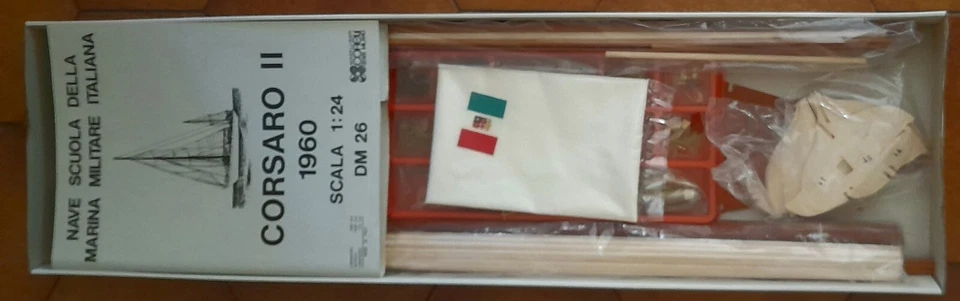 NAVE SCUOLA DELLA
MARINA MILITARE ITALIANA
CORSARO II
1960
SCALA 1:24
DM 26